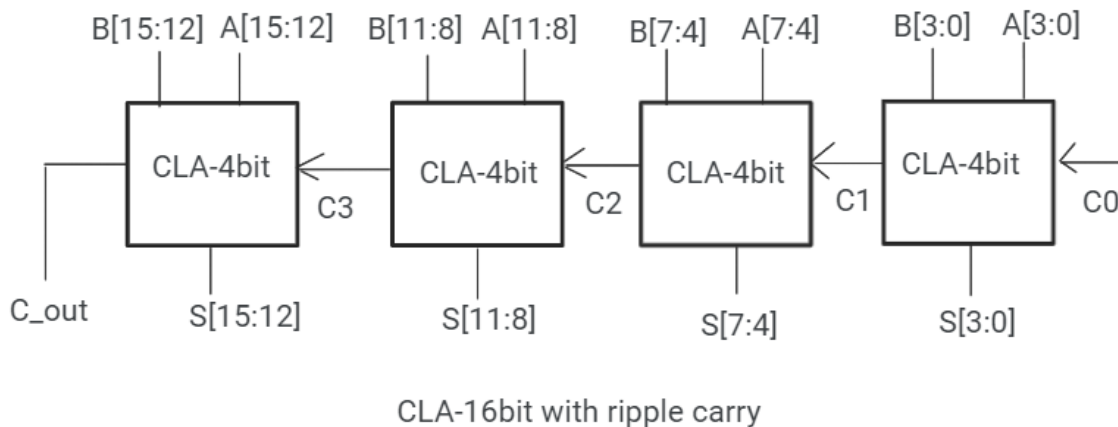 B[15:12] A[15:12] B[11:8] A[11:8] B[7:4] A[7:4] B[3:0] A[3:0]
CLA-4bit CLA-4bit CLA-4bit CLA-4bit
C3 C2 C1 C0
C_out S[15:12] S[11:8] S[7:4] S[3:0]
CLA-16bit with ripple carry